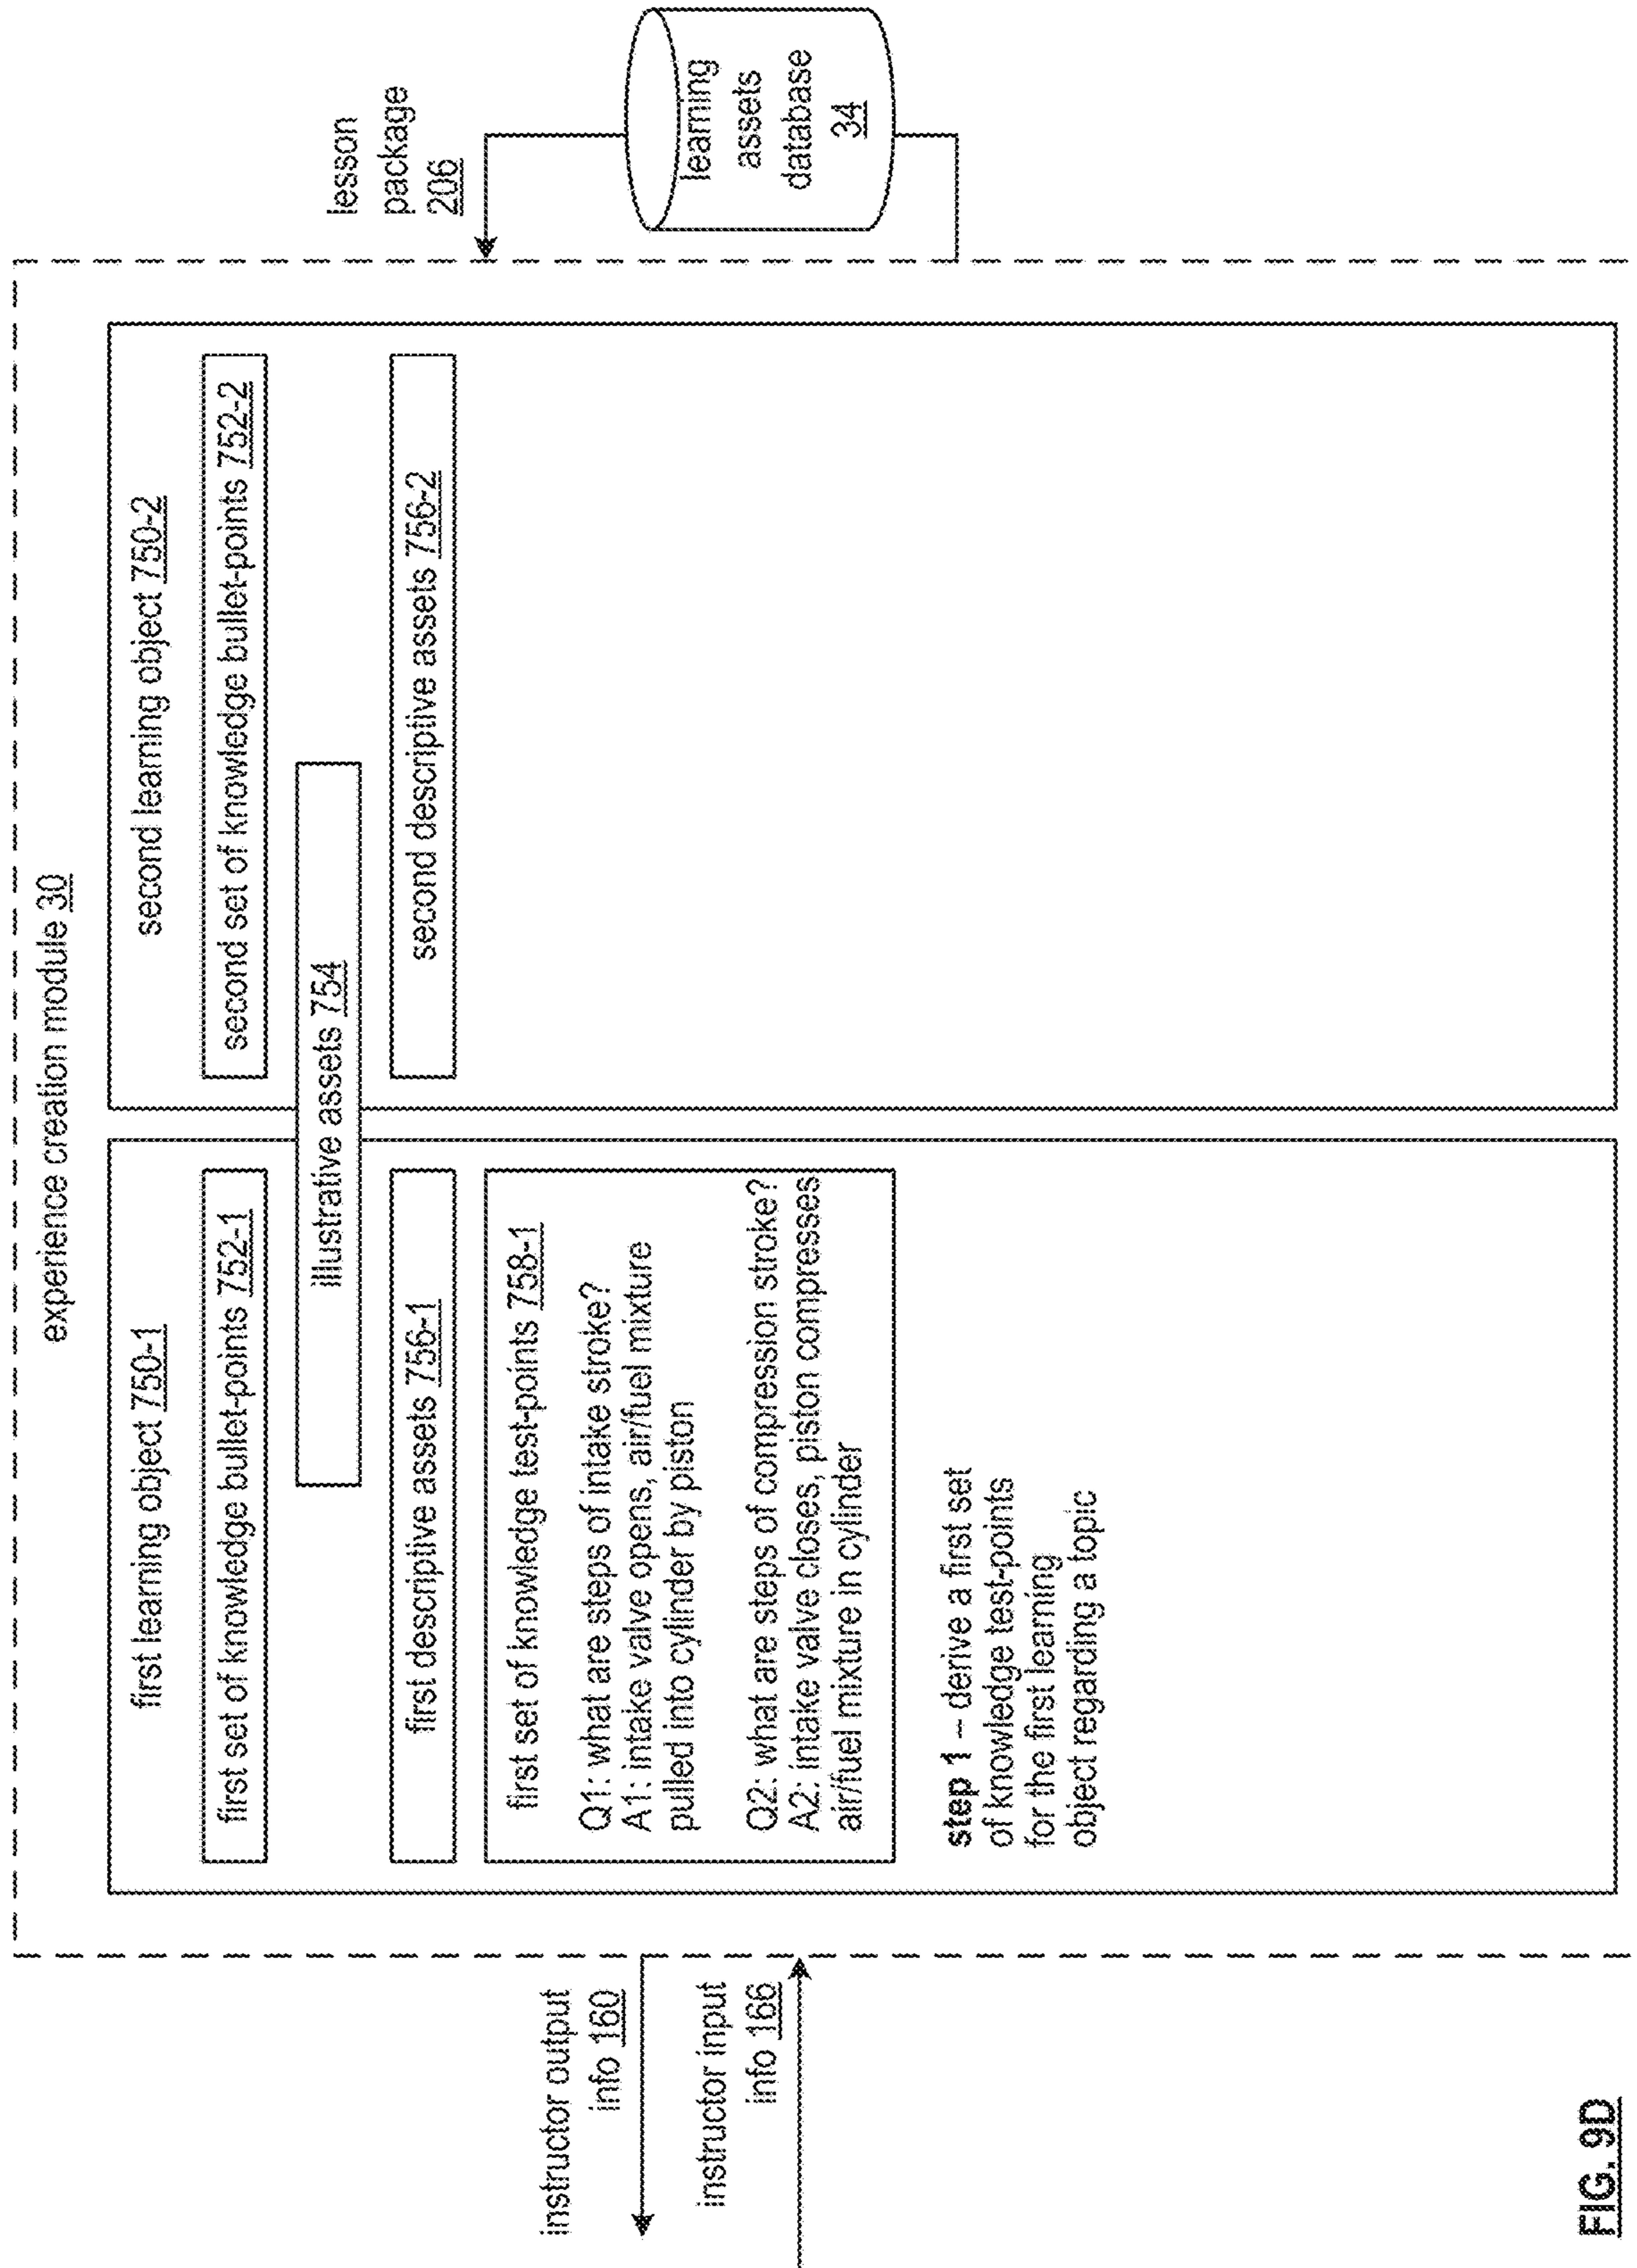 experience creation module 30
first learning object 750-1
first set of knowledge bullet-points 752-1
second learning object 750-2
second set of knowledge bullet-points 752-2
illustrative assets 754
first descriptive assets 756-1
second descriptive assets 756-2
first set of knowledge test-points 758-1
Q1: what are steps of intake stroke?
A1: intake valve opens, air/fuel mixture
pulled into cylinder by piston
Q2: what are steps of compression stroke?
A2: intake valve closes, piston compresses
air/fuel mixture in cylinder
step 1 -- derive a first set
of knowledge test-points
for the first learning
object regarding a topic
instructor output
info 160
instructor input
info 166
lesson
package
206
learning
assets
database
34
FIG. 9D